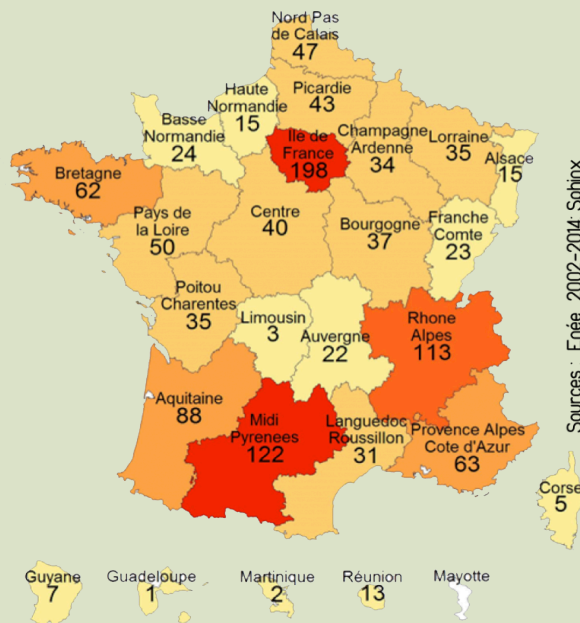 Nord Pas
de Calais
47
Picardie
43
Haute
Normandie
15
Basse
Normandie
24
Ile de
France
198
Champagne
Ardenne
34
Lorraine
35
Alsace
15
Bretagne
62
Pays de
la Loire
50
Centre
40
Bourgogne
37
Franche
Comte
23
Poitou
Charentes
35
Limousin
3
Auvergne
22
Rhone
Alpes
113
Aquitaine
88
Midi
Pyrenees
122
Languedoc
Roussillon
31
Provence Alpes
Cote d'Azur
63
Corse
5
Guyane
7
Guadeloupe
1
Martinique
2
Réunion
13
Mayotte
Sources : Enée, 2002-2014; Sphinx